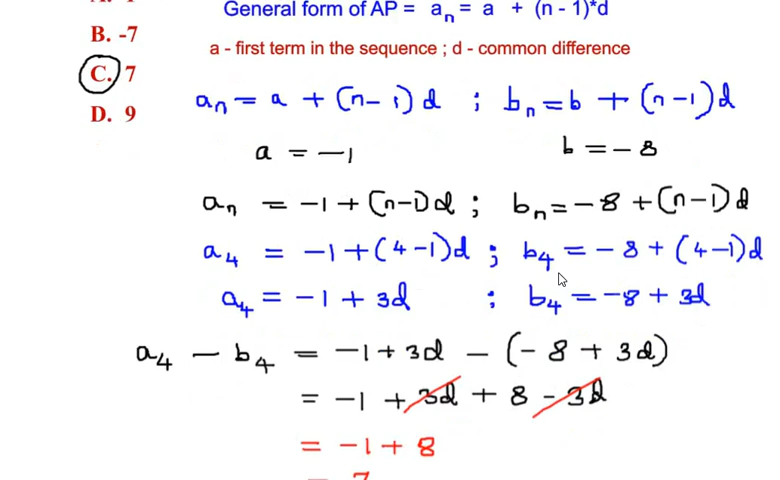 General form of AP = aₙ = a + (n - 1)*d
B. -7
a - first term in the sequence ; d - common difference
C. 7
aₙ = a + (n-1)d ; bₙ = b + (n-1)d
D. 9
a = -1 b = -8
aₙ = -1 + (n-1)d ; bₙ = -8 + (n-1)d
a₄ = -1 + (4-1)d ; b₄ = -8 + (4-1)d
a₄ = -1 + 3d ; b₄ = -8 + 3d
a₄ - b₄ = -1 + 3d - (-8 + 3d)
= -1 + 3d + 8 - 3d
= -1 + 8
= 7